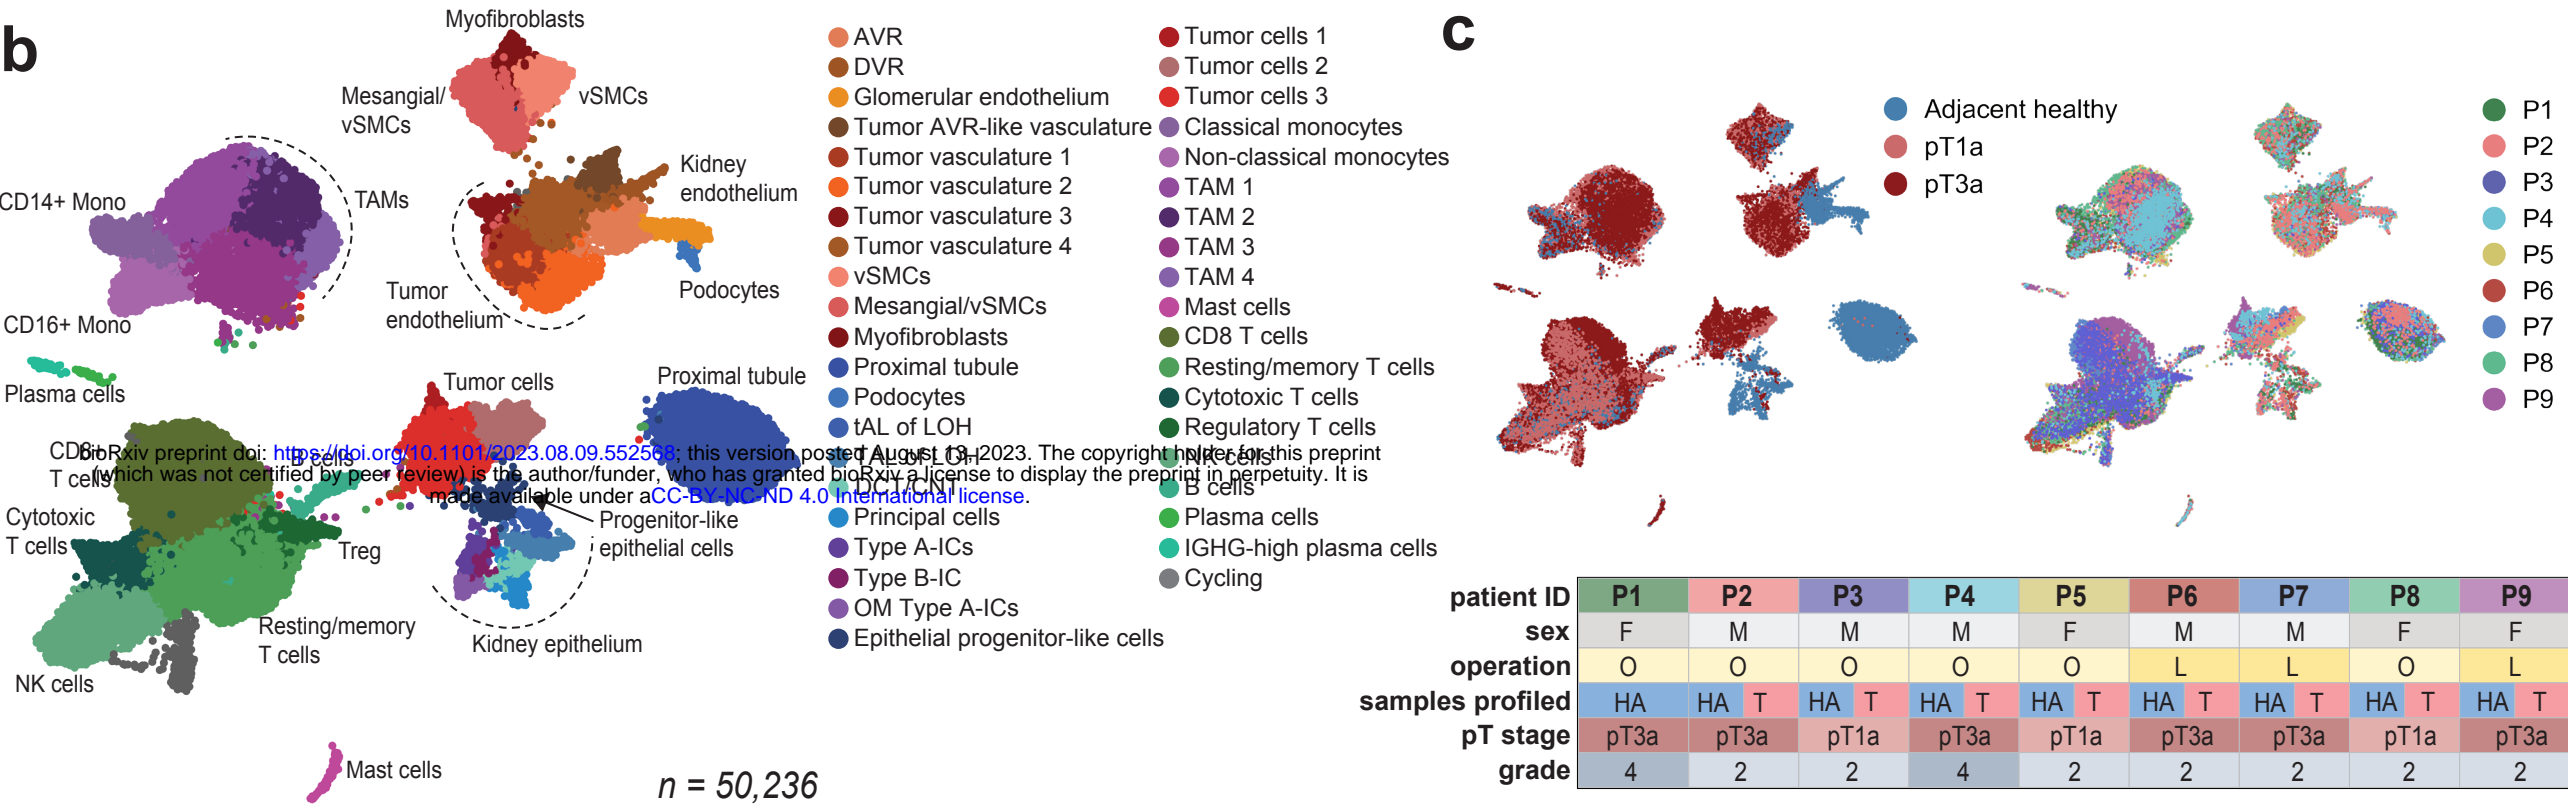 b
Myofibroblasts
Mesangial/
vSMCs
vSMCs
CD14+ Mono
TAMs
Kidney
endothelium
Tumor
endothelium
Podocytes
CD16+ Mono
Plasma cells
Tumor cells
Proximal tubule
CD8+
T cells
B cells
Cytotoxic
T cells
Treg
Progenitor-like
epithelial cells
Resting/memory
T cells
Kidney epithelium
NK cells
Mast cells
n = 50,236
AVR
DVR
Glomerular endothelium
Tumor AVR-like vasculature
Tumor vasculature 1
Tumor vasculature 2
Tumor vasculature 3
Tumor vasculature 4
vSMCs
Mesangial/vSMCs
Myofibroblasts
Proximal tubule
Podocytes
tAL of LOH
TAL of LOH
DCT/CNT
Principal cells
Type A-ICs
Type B-IC
OM Type A-ICs
Epithelial progenitor-like cells
Tumor cells 1
Tumor cells 2
Tumor cells 3
Classical monocytes
Non-classical monocytes
TAM 1
TAM 2
TAM 3
TAM 4
Mast cells
CD8 T cells
Resting/memory T cells
Cytotoxic T cells
Regulatory T cells
NK cells
B cells
Plasma cells
IGHG-high plasma cells
Cycling
bioRxiv preprint doi: https://doi.org/10.1101/2023.08.09.552568; this version posted August 13, 2023. The copyright holder for this preprint
(which was not certified by peer review) is the author/funder, who has granted bioRxiv a license to display the preprint in perpetuity. It is
made available under aCC-BY-NC-ND 4.0 International license.
c
Adjacent healthy
pT1a
pT3a
P1
P2
P3
P4
P5
P6
P7
P8
P9
patient ID P1 P2 P3 P4 P5 P6 P7 P8 P9
sex F M M M F M M F F
operation O O O O O L L O L
samples profiled HA HA T HA T HA T HA T HA T HA T HA T HA T
pT stage pT3a pT3a pT1a pT3a pT1a pT3a pT3a pT1a pT3a
grade 4 2 2 4 2 2 2 2 2